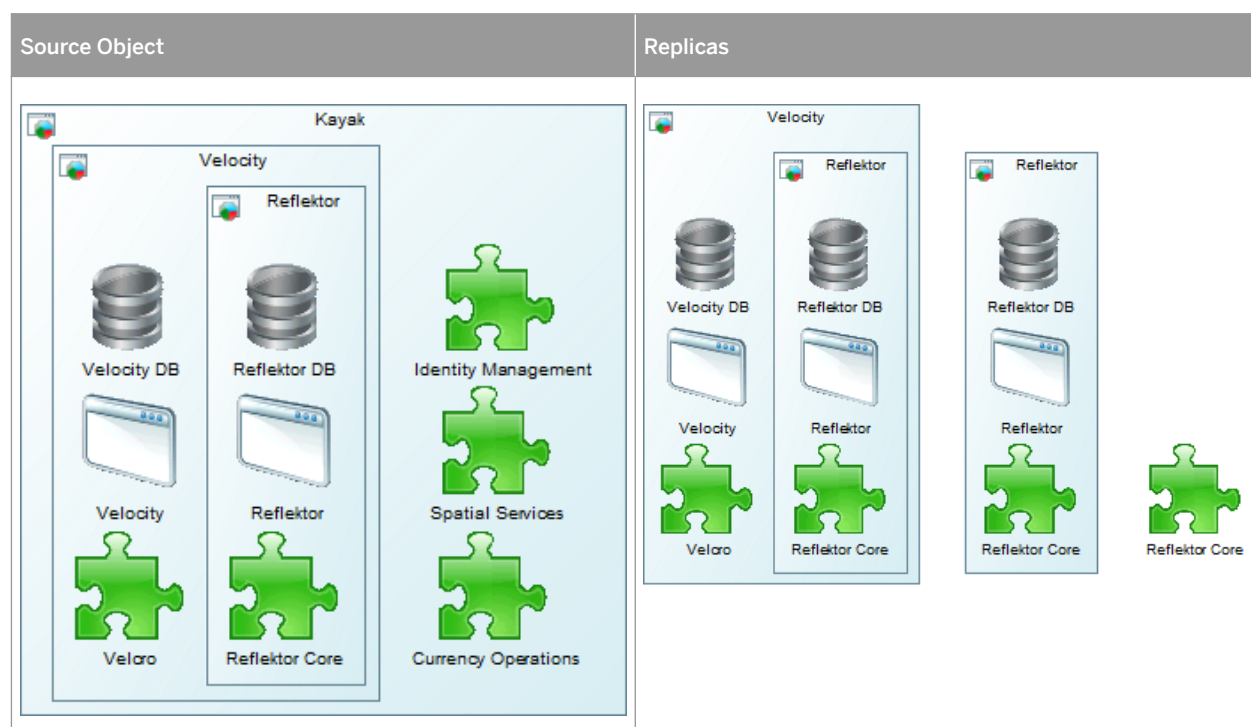 Source Object
Replicas
Kayak
Velocity
Reflektor
Velocity DB
Reflektor DB
Identity Management
Velocity
Reflektor
Spatial Services
Velcro
Reflektor Core
Currency Operations
Velocity
Reflektor
Reflektor
Velocity DB
Reflektor DB
Reflektor DB
Velocity
Reflektor
Reflektor
Velcro
Reflektor Core
Reflektor Core
Reflektor Core